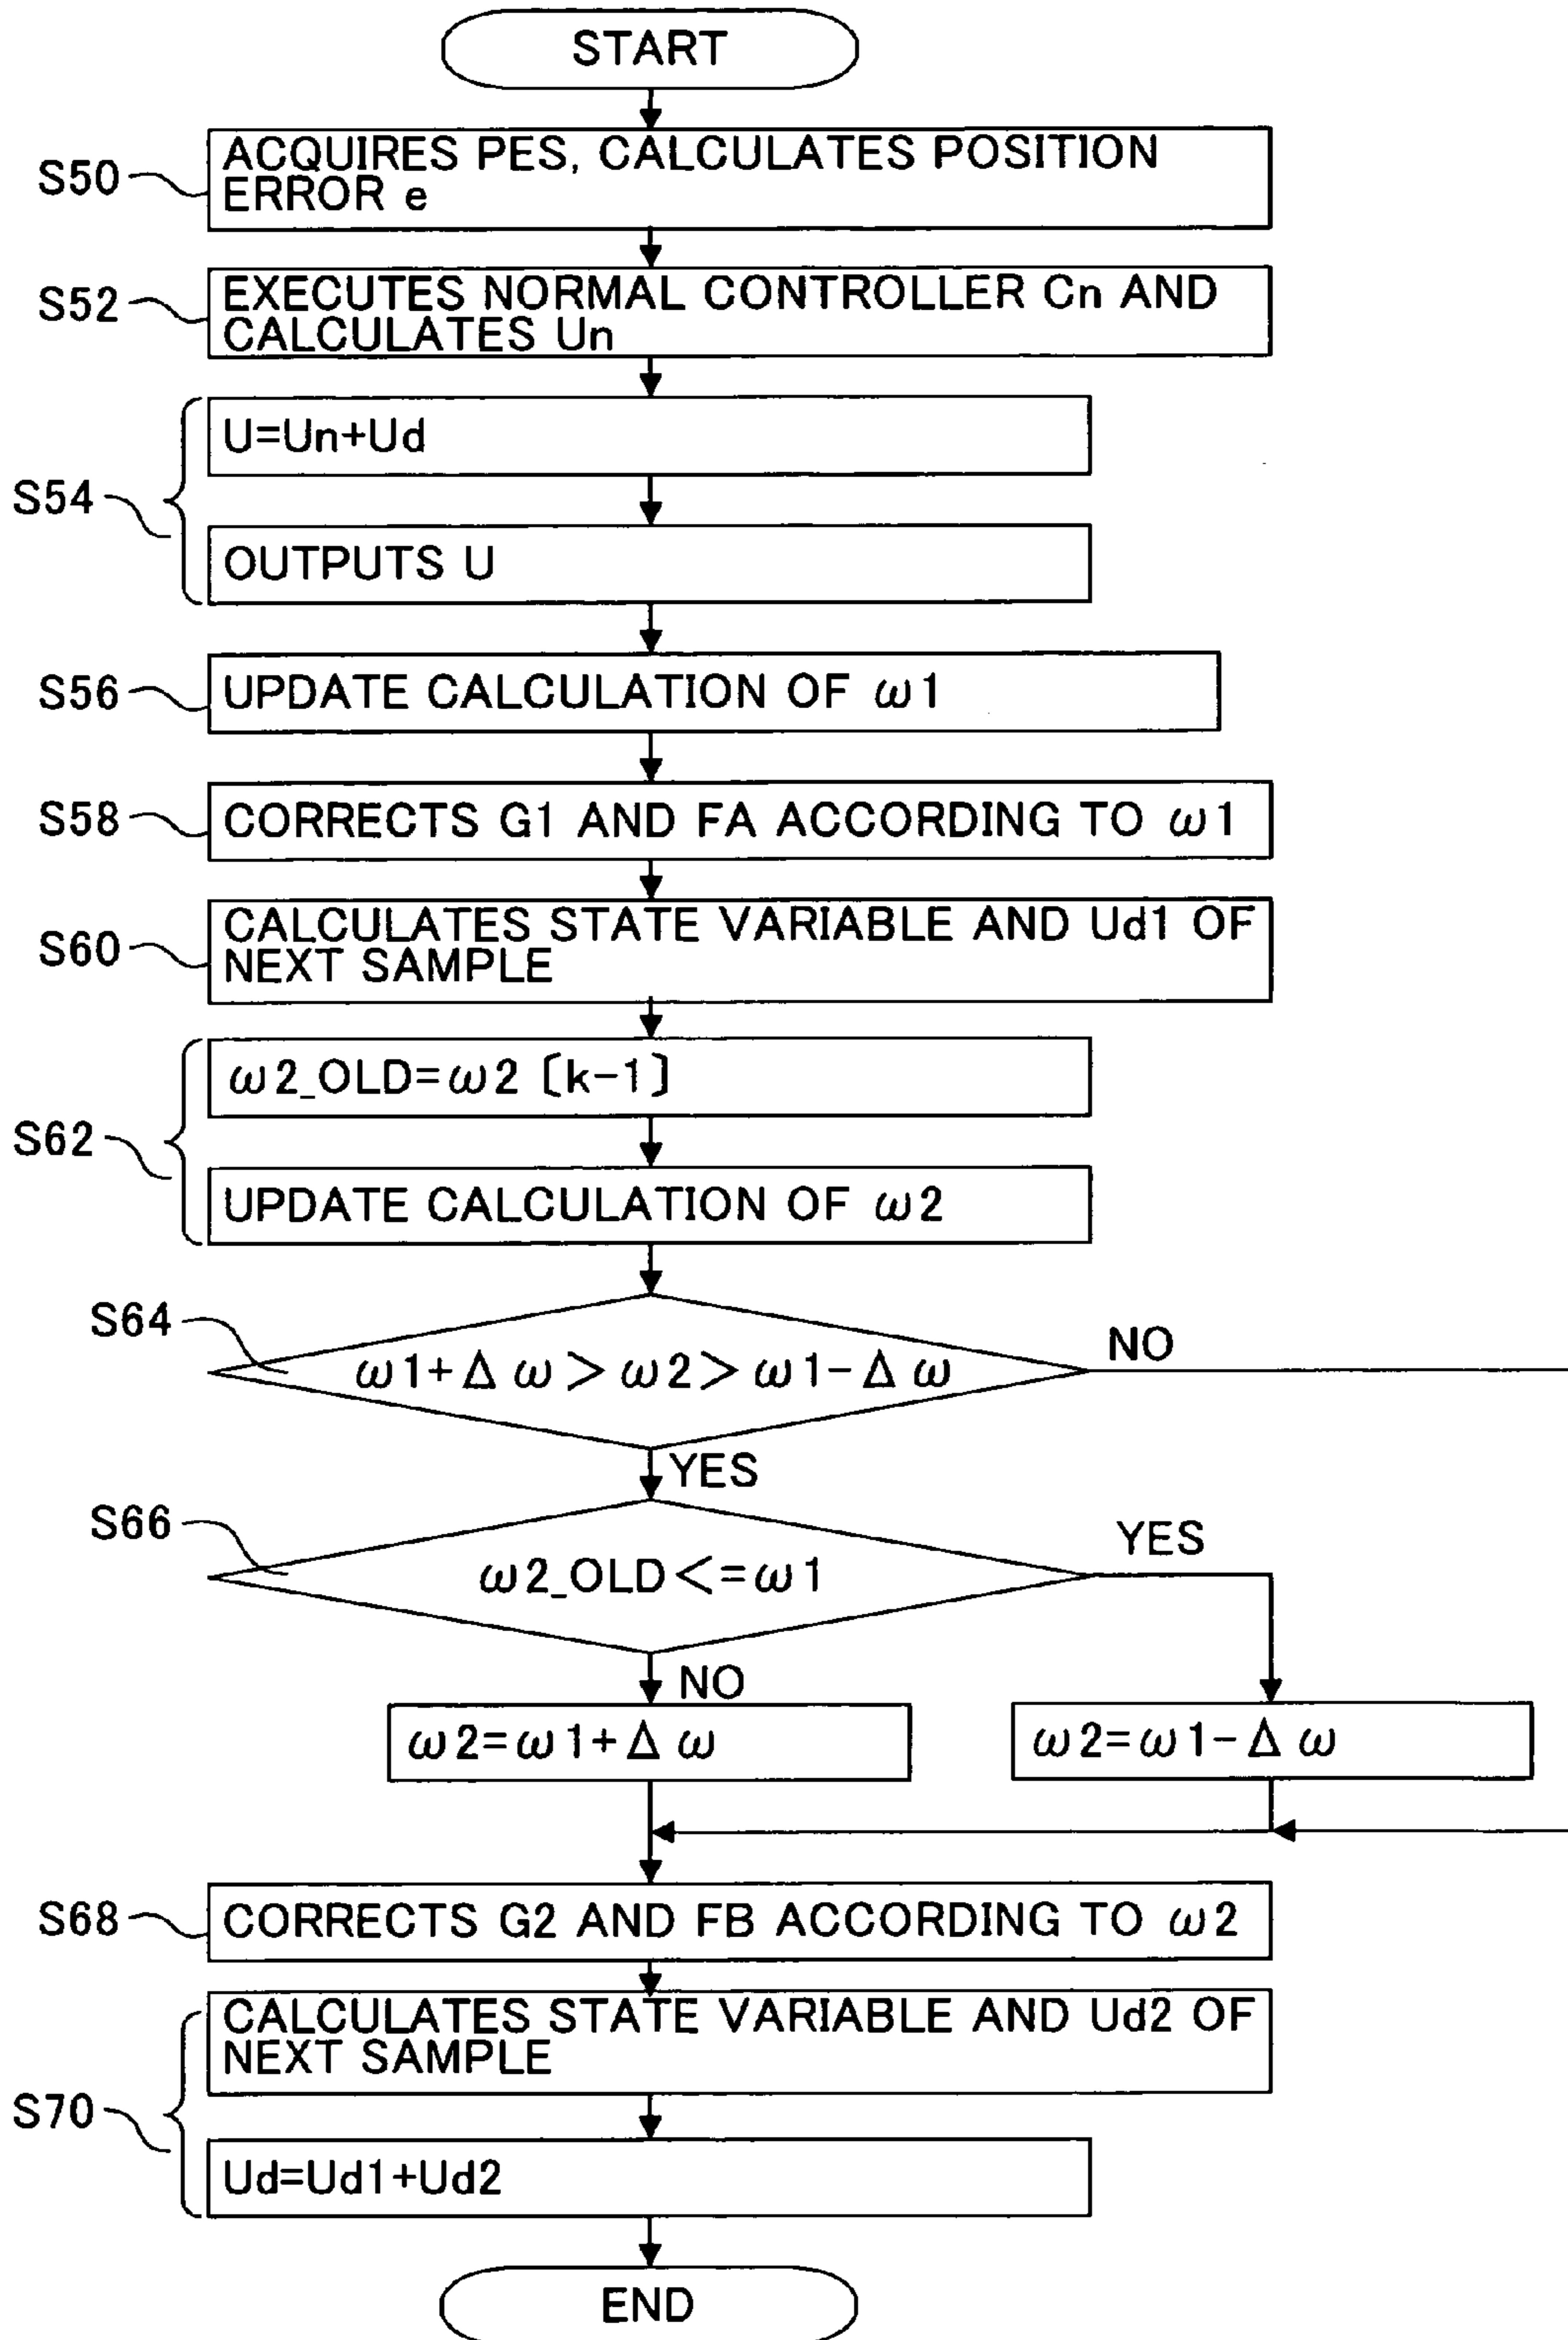 START
S50
ACQUIRES PES, CALCULATES POSITION
ERROR e
S52
EXECUTES NORMAL CONTROLLER Cn AND
CALCULATES Un
S54
U=Un+Ud
OUTPUTS U
S56
UPDATE CALCULATION OF ω1
S58
CORRECTS G1 AND FA ACCORDING TO ω1
S60
CALCULATES STATE VARIABLE AND Ud1 OF
NEXT SAMPLE
S62
ω2_OLD=ω2 [k-1]
UPDATE CALCULATION OF ω2
S64
ω1+Δω>ω2>ω1-Δω
NO
YES
S66
ω2_OLD<=ω1
YES
NO
ω2=ω1+Δω
ω2=ω1-Δω
S68
CORRECTS G2 AND FB ACCORDING TO ω2
S70
CALCULATES STATE VARIABLE AND Ud2 OF
NEXT SAMPLE
Ud=Ud1+Ud2
END